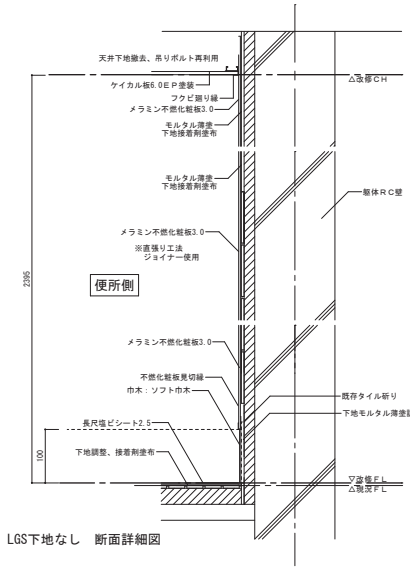 天井下地撤去、吊りボルト再利用
△改修CH
ケイカル板6.0EP塗装
フクビ廻り縁
メラミン不燃化粧板3.0
モルタル薄塗
下地接着剤塗布
モルタル薄塗
下地接着剤塗布
躯体RC壁
メラミン不燃化粧板3.0
※直張り工法
ジョイナー使用
2395
便所側
メラミン不燃化粧板3.0
不燃化粧板見切縁
巾木：ソフト巾木
既存タイル斫り
下地モルタル薄塗調
長尺塩ビシート2.5
100
下地調整、接着剤塗布
▽改修FL
△現況FL
LGS下地なし 断面詳細図